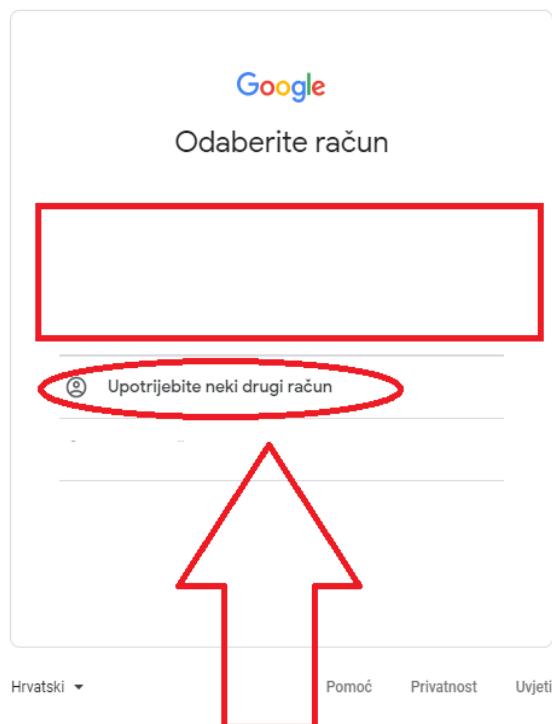 Google
Odaberite račun
Upotrijebite neki drugi račun
Hrvatski
Pomoć
Privatnost
Uvjeti